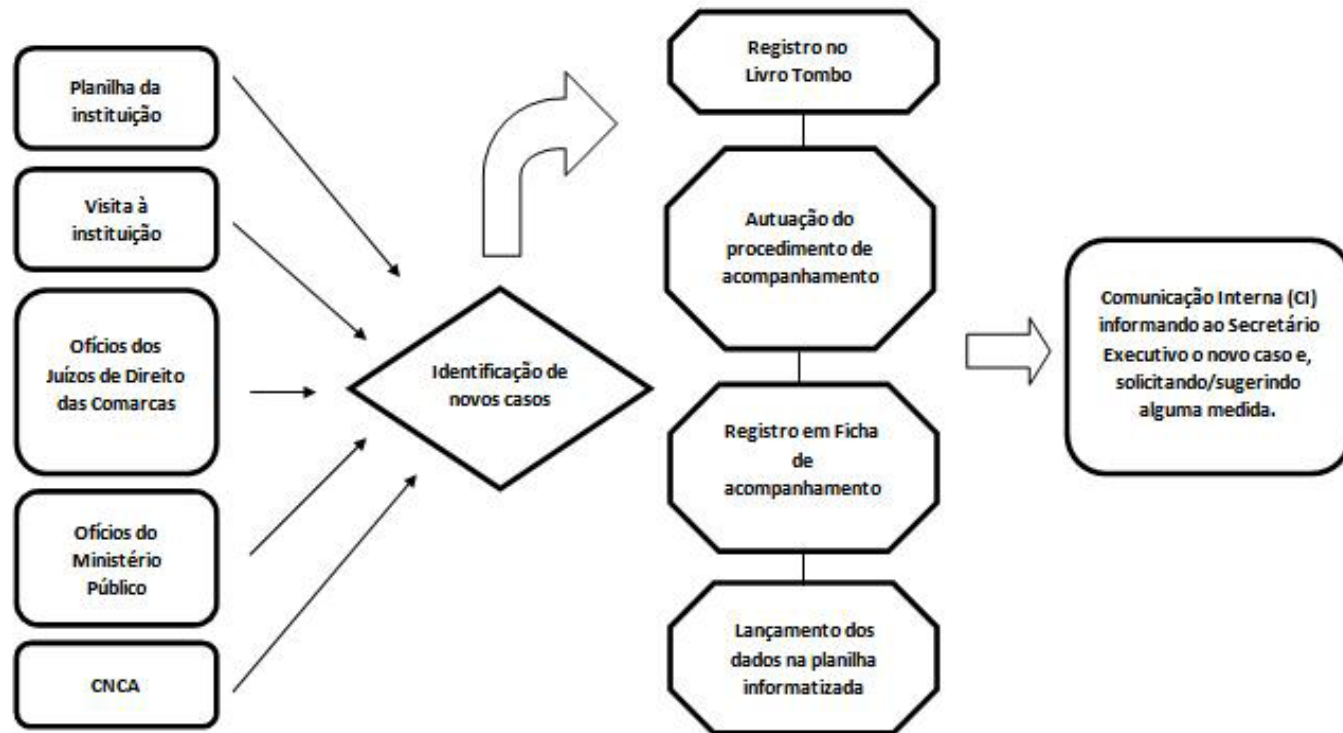 Planilha da
instituição
Visita à
instituição
Ofícios dos
Juízos de Direito
das Comarcas
Ofícios do
Ministério
Público
CNCA
Identificação de
novos casos
Registro no
Livro Tombo
Autuação do
procedimento de
acompanhamento
Registro em Ficha
de
acompanhamento
Lançamento dos
dados na planilha
informatizada
Comunicação Interna (CI)
informando ao Secretário
Executivo o novo caso e,
solicitando/sugerindo
alguma medida.